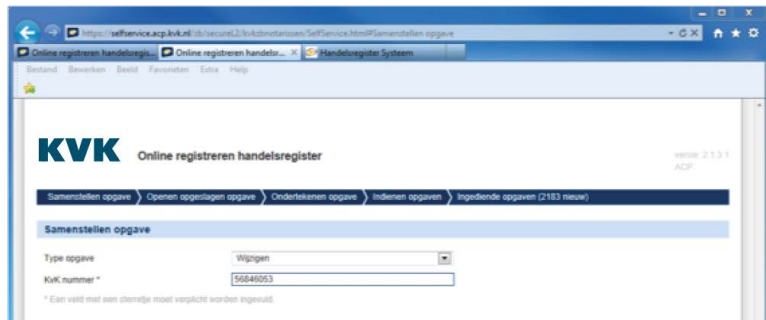 https://selfservice.acp.kvk.nl/sb/secureL2/kvksbnotarissen/SelfService.html#Samenstellen opgave
Online registreren handelsregis... Online registreren handelsr... Handelsregister Systeem
Bestand Bewerken Beeld Favorieten Extra Help
KVK Online registreren handelsregister
versie: 2.1.3.1
ACP
Samenstellen opgave Openen opgeslagen opgave Ondertekenen opgave Indienen opgaven Ingediende opgaven (2183 nieuw)
Samenstellen opgave
Type opgave Wijzigen
KvK nummer * 56846053
* Een veld met een sterretje moet verplicht worden ingevuld.